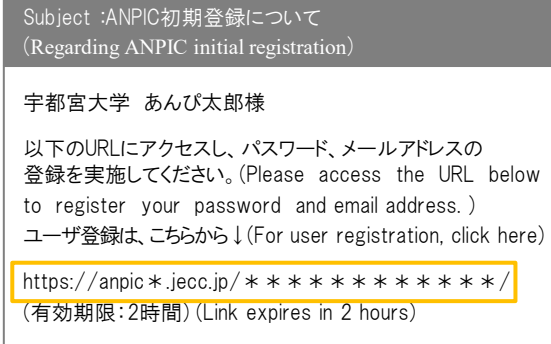 Subject :ANPIC初期登録について
(Regarding ANPIC initial registration)
宇都宮大学 あんぴ太郎様
以下のURLにアクセスし、パスワード、メールアドレスの
登録を実施してください。(Please access the URL below
to register your password and email address. )
ユーザ登録は、こちらから↓(For user registration, click here)
https://anpic＊.jecc.jp/＊＊＊＊＊＊＊＊＊＊＊＊/
(有効期限：2時間) (Link expires in 2 hours)